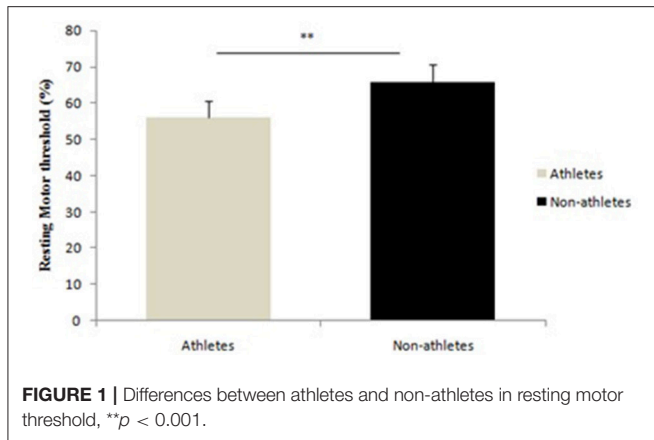 **
80
70
60
50
40
30
20
10
0
Resting Motor threshold (%)
Athletes
Non-athletes
Athletes
Non-athletes
FIGURE 1 | Differences between athletes and non-athletes in resting motor
threshold, **p < 0.001.